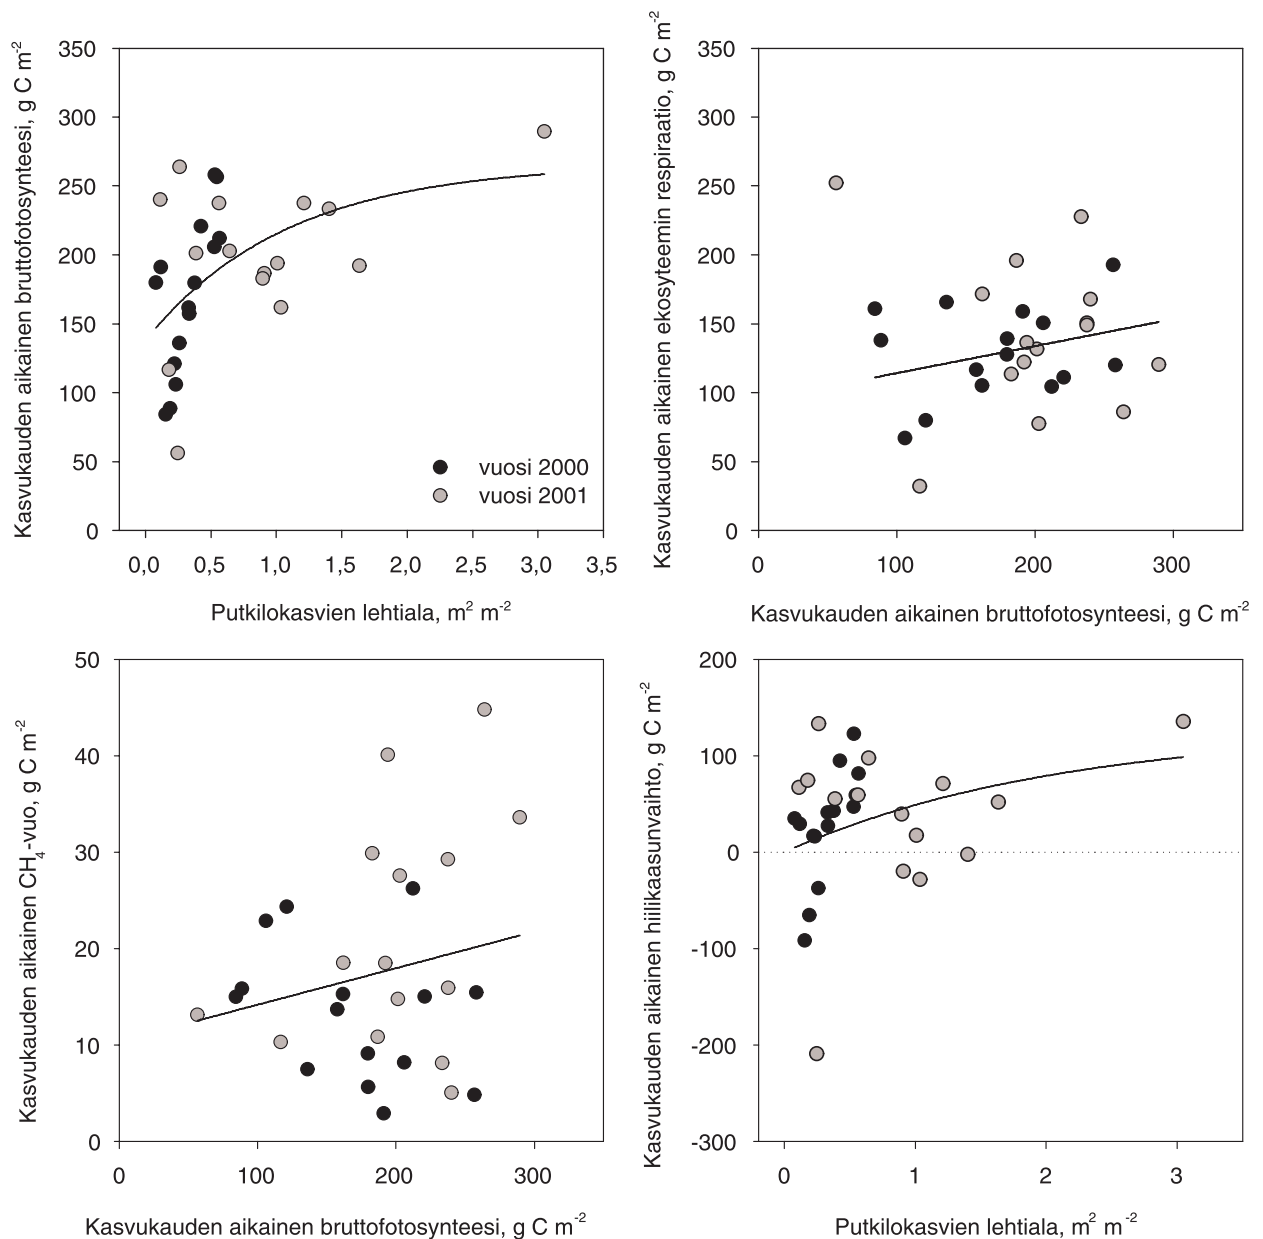 Kasvukauden aikainen bruttofotosynteesi, g C m-2
350
300
250
200
150
100
50
0
vuosi 2000
vuosi 2001
0,0 0,5 1,0 1,5 2,0 2,5 3,0 3,5
Putkilokasvien lehtiala, m2 m-2
Kasvukauden aikainen ekosyteemin respiraatio, g C m-2
350
300
250
200
150
100
50
0
0 100 200 300
Kasvukauden aikainen bruttofotosynteesi, g C m-2
Kasvukauden aikainen CH4-vuo, g C m-2
50
40
30
20
10
0
0 100 200 300
Kasvukauden aikainen bruttofotosynteesi, g C m-2
Kasvukauden aikainen hiilikaasunvaihto, g C m-2
200
100
0
-100
-200
-300
0 1 2 3
Putkilokasvien lehtiala, m2 m-2